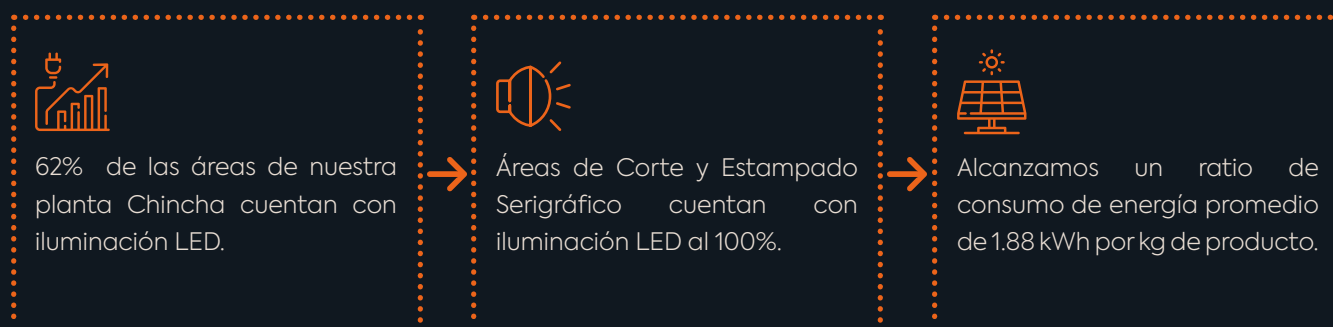 62% de las áreas de nuestra
planta Chincha cuentan con
iluminación LED.
Áreas de Corte y Estampado
Serigráfico cuentan con
iluminación LED al 100%.
Alcanzamos un ratio de
consumo de energía promedio
de 1.88 kWh por kg de producto.